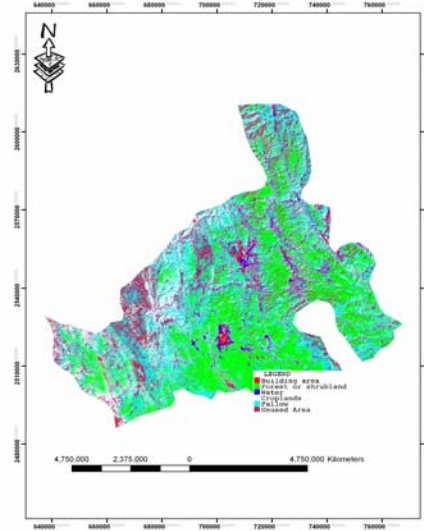 640000 660000 680000 700000 720000 740000 760000
N
2630000
2600000
2570000
2540000
2510000
2480000
LEGEND
Building area
Forest or shrubland
Water
Croplands
Fallow
Unused Area
4,750,000 2,375,000 0 4,750,000 Kilometers
640000 660000 680000 700000 720000 740000 760000